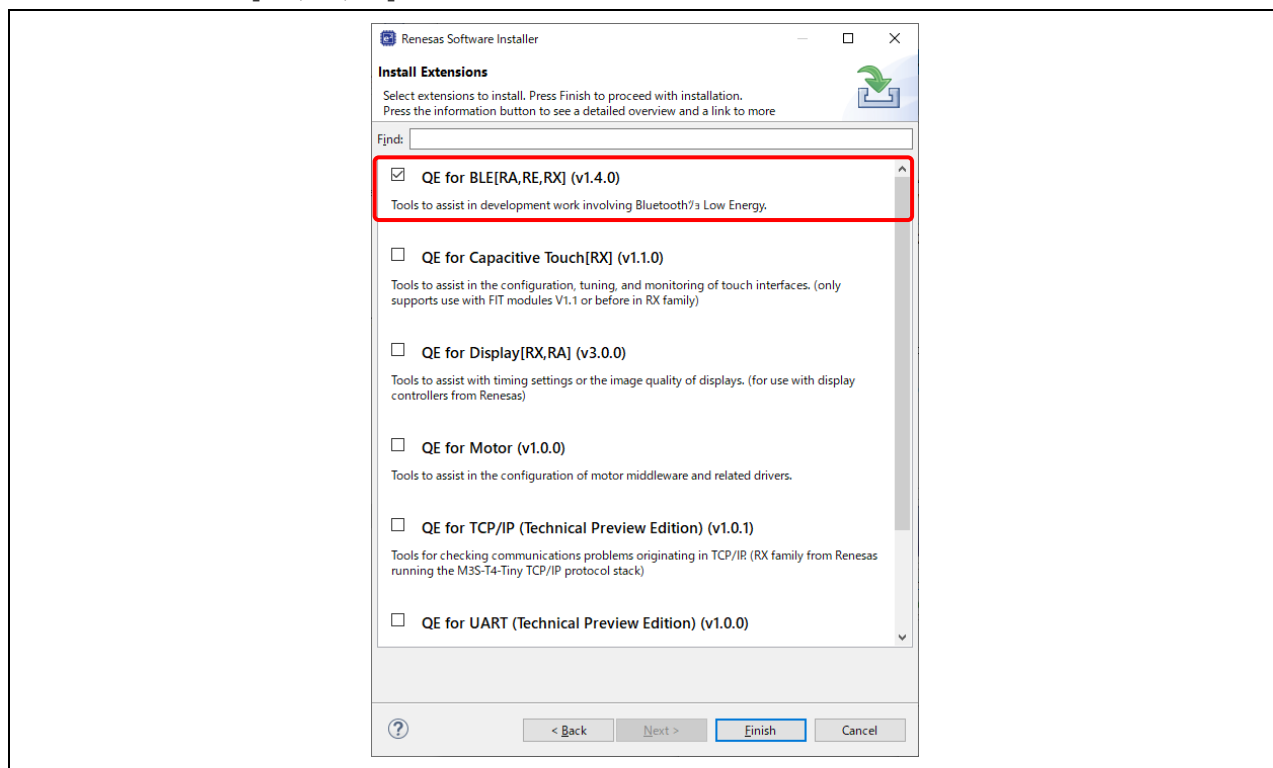 Renesas Software Installer
Install Extensions
Select extensions to install. Press Finish to proceed with installation.
Press the information button to see a detailed overview and a link to more
Find:
QE for BLE[RA,RE,RX] (v1.4.0)
Tools to assist in development work involving Bluetooth⅔ Low Energy.
QE for Capacitive Touch[RX] (v1.1.0)
Tools to assist in the configuration, tuning, and monitoring of touch interfaces. (only
supports use with FIT modules V1.1 or before in RX family)
QE for Display[RX,RA] (v3.0.0)
Tools to assist with timing settings or the image quality of displays. (for use with display
controllers from Renesas)
QE for Motor (v1.0.0)
Tools to assist in the configuration of motor middleware and related drivers.
QE for TCP/IP (Technical Preview Edition) (v1.0.1)
Tools for checking communications problems originating in TCP/IP. (RX family from Renesas
running the M3S-T4-Tiny TCP/IP protocol stack)
QE for UART (Technical Preview Edition) (v1.0.0)
? < Back Next > Finish Cancel